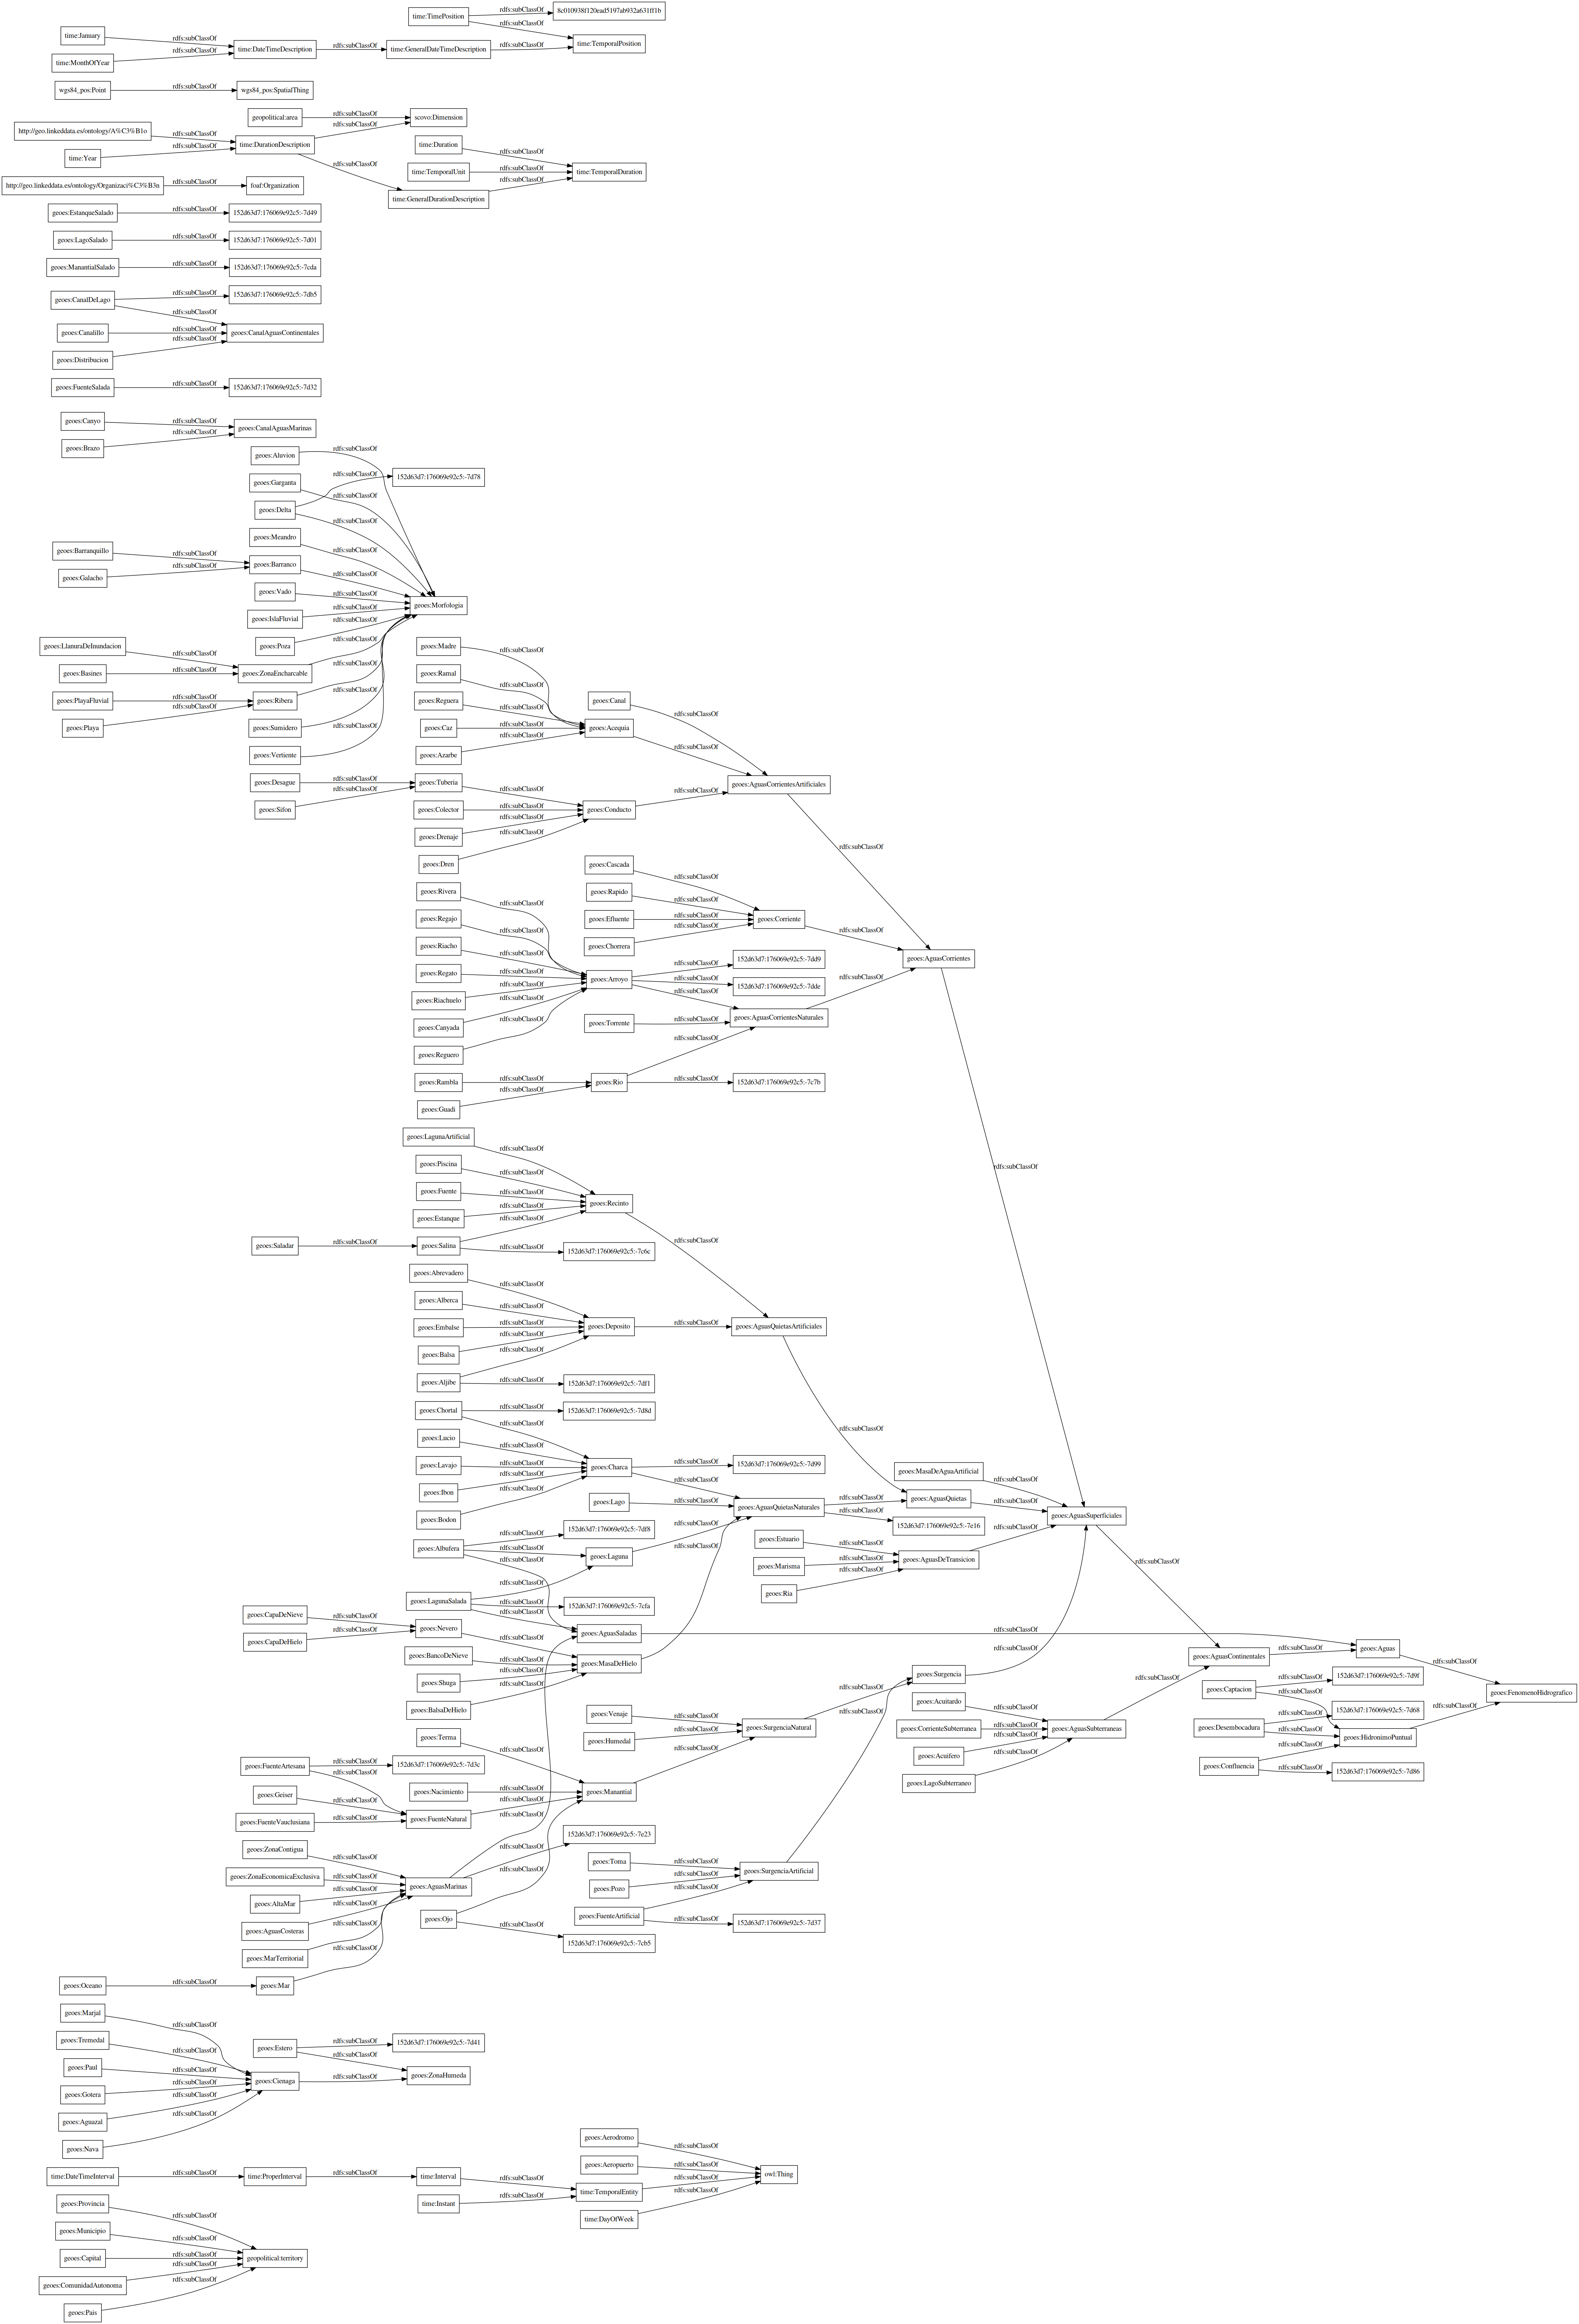 time:TimePosition
rdfs:subClassOf
8c010938f120ead5197ab932a631ff1b
rdfs:subClassOf
time:TemporalPosition
time:January
rdfs:subClassOf
time:MonthOfYear
rdfs:subClassOf
time:DateTimeDescription
rdfs:subClassOf
time:GeneralDateTimeDescription
rdfs:subClassOf
wgs84_pos:Point
rdfs:subClassOf
wgs84_pos:SpatialThing
geopolitical:area
rdfs:subClassOf
scovo:Dimension
http://geo.linkeddata.es/ontology/A%C3%B1o
rdfs:subClassOf
time:Year
rdfs:subClassOf
time:DurationDescription
rdfs:subClassOf
rdfs:subClassOf
time:Duration
rdfs:subClassOf
time:TemporalUnit
rdfs:subClassOf
time:TemporalDuration
time:GeneralDurationDescription
rdfs:subClassOf
http://geo.linkeddata.es/ontology/Organizaci%C3%B3n
rdfs:subClassOf
foaf:Organization
geoes:EstanqueSalado
rdfs:subClassOf
152d63d7:176069e92c5:-7d49
geoes:LagoSalado
rdfs:subClassOf
152d63d7:176069e92c5:-7d01
geoes:ManantialSalado
rdfs:subClassOf
152d63d7:176069e92c5:-7cda
geoes:CanalDeLago
rdfs:subClassOf
152d63d7:176069e92c5:-7db5
rdfs:subClassOf
geoes:Canalillo
rdfs:subClassOf
geoes:CanalAguasContinentales
geoes:Distribucion
rdfs:subClassOf
geoes:FuenteSalada
rdfs:subClassOf
152d63d7:176069e92c5:-7d32
geoes:Canyo
rdfs:subClassOf
geoes:CanalAguasMarinas
geoes:Brazo
rdfs:subClassOf
geoes:Aluvion
rdfs:subClassOf
geoes:Garganta
rdfs:subClassOf
152d63d7:176069e92c5:-7d78
geoes:Delta
rdfs:subClassOf
rdfs:subClassOf
geoes:Meandro
rdfs:subClassOf
geoes:Barranquillo
rdfs:subClassOf
geoes:Galacho
rdfs:subClassOf
geoes:Barranco
rdfs:subClassOf
geoes:Vado
rdfs:subClassOf
geoes:Morfologia
geoes:IslaFluvial
rdfs:subClassOf
geoes:Poza
rdfs:subClassOf
geoes:LlanuraDeInundacion
rdfs:subClassOf
geoes:Basines
rdfs:subClassOf
geoes:ZonaEncharcable
rdfs:subClassOf
geoes:PlayaFluvial
rdfs:subClassOf
geoes:Playa
rdfs:subClassOf
geoes:Ribera
rdfs:subClassOf
geoes:Sumidero
rdfs:subClassOf
geoes:Vertiente
rdfs:subClassOf
geoes:Madre
rdfs:subClassOf
geoes:Ramal
rdfs:subClassOf
geoes:Reguera
rdfs:subClassOf
geoes:Caz
rdfs:subClassOf
geoes:Azarbe
rdfs:subClassOf
geoes:Canal
rdfs:subClassOf
geoes:Acequia
rdfs:subClassOf
geoes:AguasCorrientesArtificiales
rdfs:subClassOf
geoes:Desague
rdfs:subClassOf
geoes:Sifon
rdfs:subClassOf
geoes:Tuberia
rdfs:subClassOf
geoes:Colector
rdfs:subClassOf
geoes:Drenaje
rdfs:subClassOf
geoes:Dren
rdfs:subClassOf
geoes:Conducto
rdfs:subClassOf
geoes:Cascada
rdfs:subClassOf
geoes:Rapido
rdfs:subClassOf
geoes:Efluente
rdfs:subClassOf
geoes:Chorrera
rdfs:subClassOf
geoes:Corriente
rdfs:subClassOf
geoes:AguasCorrientes
rdfs:subClassOf
geoes:Rivera
rdfs:subClassOf
geoes:Regajo
rdfs:subClassOf
geoes:Riacho
rdfs:subClassOf
geoes:Regato
rdfs:subClassOf
geoes:Riachuelo
rdfs:subClassOf
geoes:Canyada
rdfs:subClassOf
geoes:Reguero
rdfs:subClassOf
geoes:Arroyo
rdfs:subClassOf
152d63d7:176069e92c5:-7dd9
rdfs:subClassOf
152d63d7:176069e92c5:-7dde
rdfs:subClassOf
geoes:Torrente
rdfs:subClassOf
geoes:AguasCorrientesNaturales
rdfs:subClassOf
geoes:Rambla
rdfs:subClassOf
geoes:Guadi
rdfs:subClassOf
geoes:Rio
rdfs:subClassOf
rdfs:subClassOf
152d63d7:176069e92c5:-7c7b
geoes:LagunaArtificial
rdfs:subClassOf
geoes:Piscina
rdfs:subClassOf
geoes:Fuente
rdfs:subClassOf
geoes:Estanque
rdfs:subClassOf
geoes:Recinto
rdfs:subClassOf
geoes:Saladar
rdfs:subClassOf
geoes:Salina
rdfs:subClassOf
rdfs:subClassOf
152d63d7:176069e92c5:-7c6c
geoes:Abrevadero
rdfs:subClassOf
geoes:Alberca
rdfs:subClassOf
geoes:Embalse
rdfs:subClassOf
geoes:Balsa
rdfs:subClassOf
geoes:Deposito
rdfs:subClassOf
geoes:AguasQuietasArtificiales
rdfs:subClassOf
geoes:Aljibe
rdfs:subClassOf
rdfs:subClassOf
152d63d7:176069e92c5:-7df1
geoes:Chortal
rdfs:subClassOf
152d63d7:176069e92c5:-7d8d
rdfs:subClassOf
geoes:Lucio
rdfs:subClassOf
geoes:Lavajo
rdfs:subClassOf
geoes:Ibon
rdfs:subClassOf
geoes:Bodon
rdfs:subClassOf
geoes:Charca
rdfs:subClassOf
152d63d7:176069e92c5:-7d99
rdfs:subClassOf
geoes:Lago
rdfs:subClassOf
geoes:AguasQuietasNaturales
rdfs:subClassOf
geoes:AguasQuietas
rdfs:subClassOf
rdfs:subClassOf
152d63d7:176069e92c5:-7e16
geoes:MasaDeAguaArtificial
rdfs:subClassOf
geoes:AguasSuperficiales
rdfs:subClassOf
geoes:Albufera
rdfs:subClassOf
152d63d7:176069e92c5:-7df8
rdfs:subClassOf
geoes:Laguna
rdfs:subClassOf
rdfs:subClassOf
geoes:Estuario
rdfs:subClassOf
geoes:Marisma
rdfs:subClassOf
geoes:Ria
rdfs:subClassOf
geoes:AguasDeTransicion
rdfs:subClassOf
geoes:LagunaSalada
rdfs:subClassOf
rdfs:subClassOf
152d63d7:176069e92c5:-7cfa
rdfs:subClassOf
geoes:AguasSaladas
rdfs:subClassOf
geoes:CapaDeNieve
rdfs:subClassOf
geoes:CapaDeHielo
rdfs:subClassOf
geoes:Nevero
rdfs:subClassOf
geoes:BancoDeNieve
rdfs:subClassOf
geoes:Shuga
rdfs:subClassOf
geoes:BalsaDeHielo
rdfs:subClassOf
geoes:MasaDeHielo
rdfs:subClassOf
geoes:Aguas
rdfs:subClassOf
geoes:AguasContinentales
rdfs:subClassOf
geoes:Captacion
rdfs:subClassOf
152d63d7:176069e92c5:-7d9f
rdfs:subClassOf
geoes:FenomenoHidrografico
geoes:Desembocadura
rdfs:subClassOf
152d63d7:176069e92c5:-7d68
rdfs:subClassOf
geoes:HidronimoPuntual
rdfs:subClassOf
geoes:Confluencia
rdfs:subClassOf
rdfs:subClassOf
152d63d7:176069e92c5:-7d86
geoes:Surgencia
rdfs:subClassOf
geoes:Acuitardo
rdfs:subClassOf
geoes:CorrienteSubterranea
rdfs:subClassOf
geoes:Acuifero
rdfs:subClassOf
geoes:LagoSubterraneo
rdfs:subClassOf
geoes:AguasSubterraneas
rdfs:subClassOf
geoes:Venaje
rdfs:subClassOf
geoes:Humedal
rdfs:subClassOf
geoes:SurgenciaNatural
rdfs:subClassOf
geoes:Terma
rdfs:subClassOf
geoes:Nacimiento
rdfs:subClassOf
geoes:Manantial
rdfs:subClassOf
geoes:FuenteArtesana
rdfs:subClassOf
152d63d7:176069e92c5:-7d3c
rdfs:subClassOf
geoes:Geiser
rdfs:subClassOf
geoes:FuenteVauclusiana
rdfs:subClassOf
geoes:FuenteNatural
rdfs:subClassOf
geoes:ZonaContigua
rdfs:subClassOf
geoes:ZonaEconomicaExclusiva
rdfs:subClassOf
geoes:AltaMar
rdfs:subClassOf
geoes:AguasCosteras
rdfs:subClassOf
geoes:MarTerritorial
rdfs:subClassOf
geoes:AguasMarinas
rdfs:subClassOf
rdfs:subClassOf
152d63d7:176069e92c5:-7e23
geoes:Ojo
rdfs:subClassOf
rdfs:subClassOf
152d63d7:176069e92c5:-7cb5
geoes:Toma
rdfs:subClassOf
geoes:Pozo
rdfs:subClassOf
geoes:SurgenciaArtificial
rdfs:subClassOf
geoes:FuenteArtificial
rdfs:subClassOf
rdfs:subClassOf
152d63d7:176069e92c5:-7d37
geoes:Oceano
rdfs:subClassOf
geoes:Mar
rdfs:subClassOf
geoes:Marjal
rdfs:subClassOf
geoes:Tremedal
rdfs:subClassOf
geoes:Paul
rdfs:subClassOf
geoes:Gotera
rdfs:subClassOf
geoes:Aguazal
rdfs:subClassOf
geoes:Nava
rdfs:subClassOf
geoes:Estero
rdfs:subClassOf
152d63d7:176069e92c5:-7d41
rdfs:subClassOf
geoes:Cienaga
rdfs:subClassOf
geoes:ZonaHumeda
geoes:Aerodromo
rdfs:subClassOf
geoes:Aeropuerto
rdfs:subClassOf
owl:Thing
time:DateTimeInterval
rdfs:subClassOf
time:ProperInterval
rdfs:subClassOf
time:Interval
rdfs:subClassOf
time:Instant
rdfs:subClassOf
time:TemporalEntity
rdfs:subClassOf
time:DayOfWeek
rdfs:subClassOf
geoes:Provincia
rdfs:subClassOf
geoes:Municipio
rdfs:subClassOf
geoes:Capital
rdfs:subClassOf
geopolitical:territory
geoes:ComunidadAutonoma
rdfs:subClassOf
geoes:Pais
rdfs:subClassOf